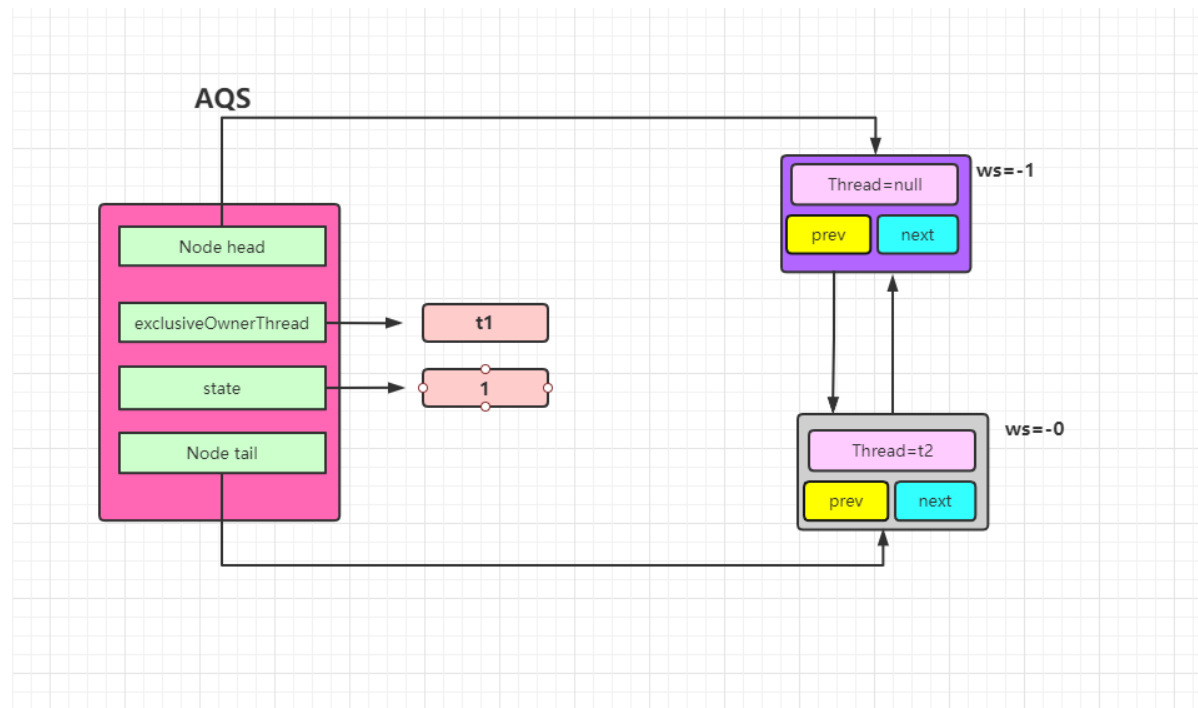 AQS
Node head
exclusiveOwnerThread
t1
state
1
Node tail
Thread=null
ws=-1
prev
next
Thread=t2
ws=-0
prev
next